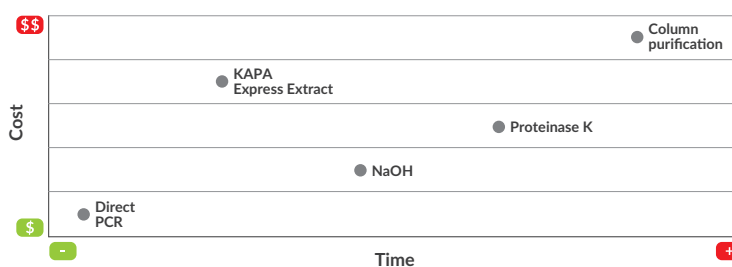 $$
Column
purification
KAPA
Express Extract
Cost
Proteinase K
NaOH
Direct
PCR
$
-
+
Time